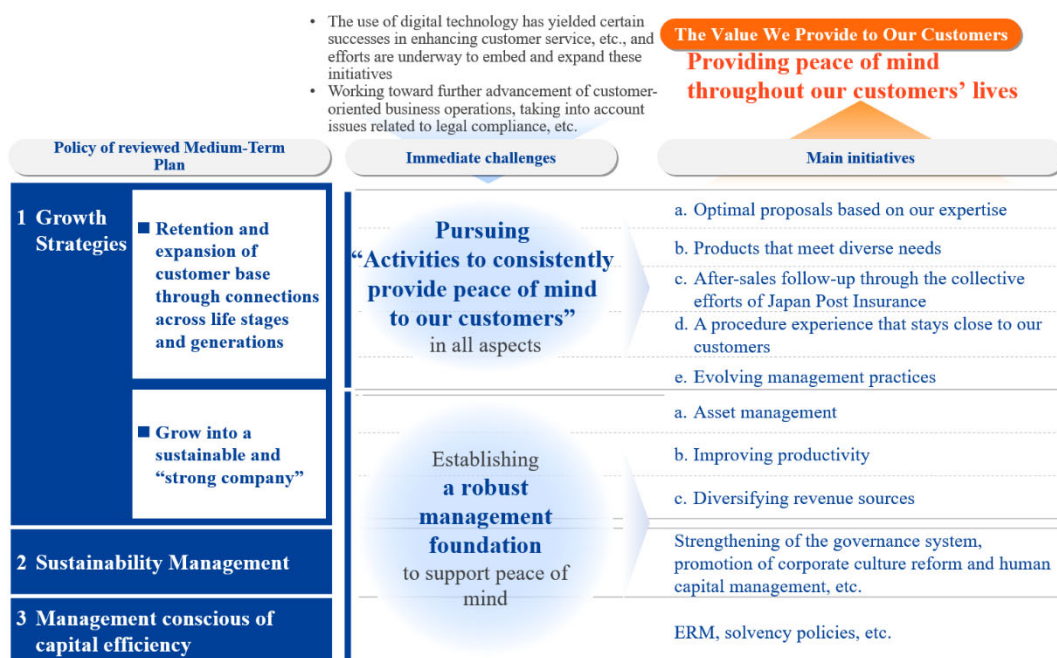 • The use of digital technology has yielded certain
successes in enhancing customer service, etc., and
efforts are underway to embed and expand these
initiatives
• Working toward further advancement of customer-
oriented business operations, taking into account
issues related to legal compliance, etc.
The Value We Provide to Our Customers
Providing peace of mind
throughout our customers' lives
Policy of reviewed Medium-Term
Plan
Immediate challenges
Main initiatives
1 Growth
Strategies
■ Retention and
expansion of
customer base
through connections
across life stages
and generations
■ Grow into a
sustainable and
“strong company”
2 Sustainability Management
3 Management conscious of
capital efficiency
Pursuing
“Activities to consistently
provide peace of mind
to our customers”
in all aspects
Establishing
a robust
management
foundation
to support peace of
mind
a. Optimal proposals based on our expertise
b. Products that meet diverse needs
c. After-sales follow-up through the collective
efforts of Japan Post Insurance
d. A procedure experience that stays close to our
customers
e. Evolving management practices
a. Asset management
b. Improving productivity
c. Diversifying revenue sources
Strengthening of the governance system,
promotion of corporate culture reform and human
capital management, etc.
ERM, solvency policies, etc.